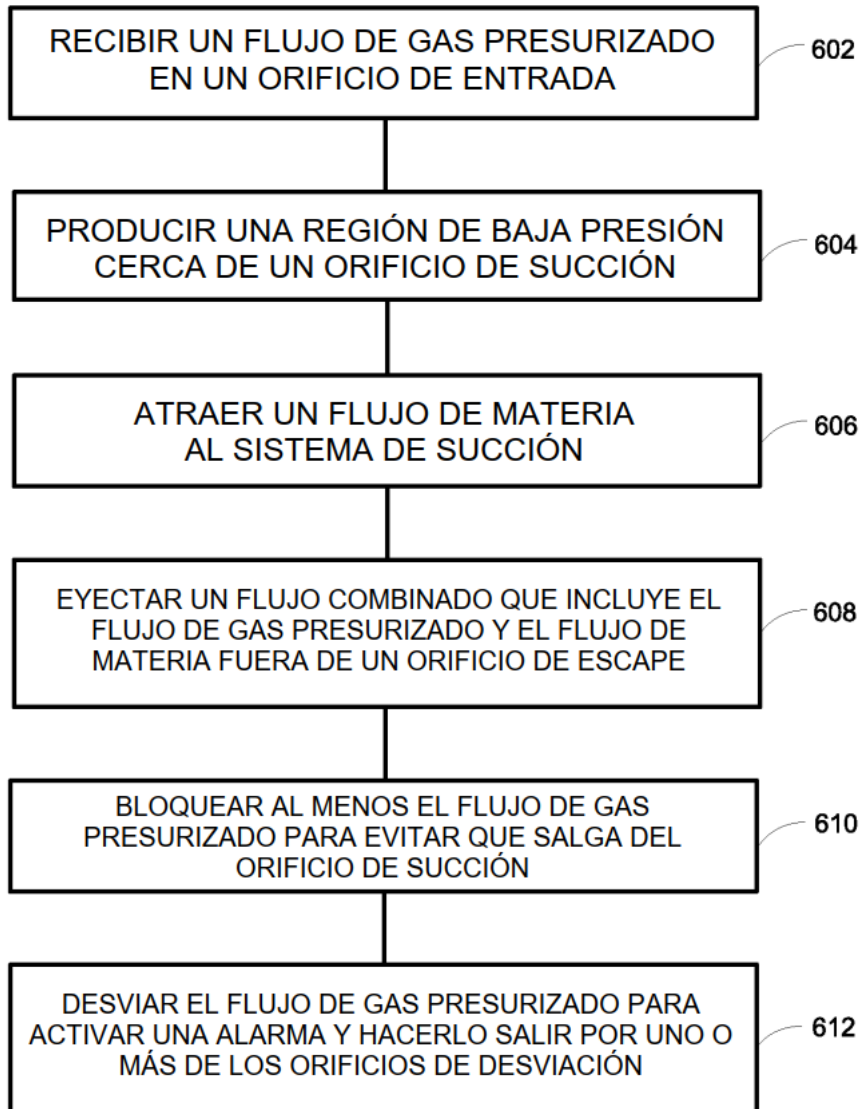 RECIBIR UN FLUJO DE GAS PRESURIZADO
EN UN ORIFICIO DE ENTRADA
602
PRODUCIR UNA REGIÓN DE BAJA PRESIÓN
CERCA DE UN ORIFICIO DE SUCCIÓN
604
ATRAER UN FLUJO DE MATERIA
AL SISTEMA DE SUCCIÓN
606
EYECTAR UN FLUJO COMBINADO QUE INCLUYE EL
FLUJO DE GAS PRESURIZADO Y EL FLUJO DE
MATERIA FUERA DE UN ORIFICIO DE ESCAPE
608
BLOQUEAR AL MENOS EL FLUJO DE GAS
PRESURIZADO PARA EVITAR QUE SALGA DEL
ORIFICIO DE SUCCIÓN
610
DESVIAR EL FLUJO DE GAS PRESURIZADO PARA
ACTIVAR UNA ALARMA Y HACERLO SALIR POR UNO O
MÁS DE LOS ORIFICIOS DE DESVIACIÓN
612